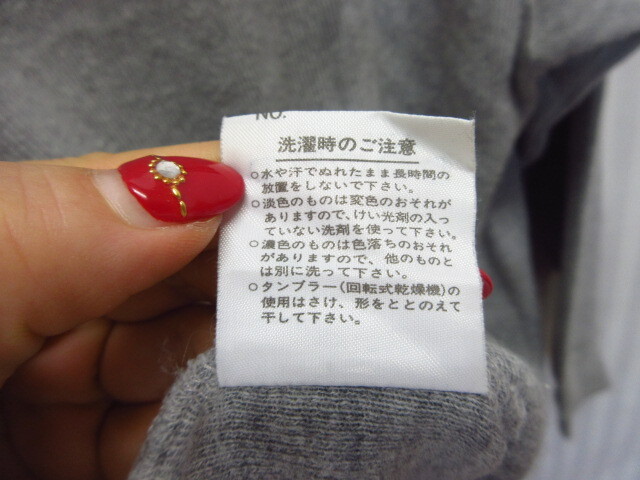 NO.
洗濯時のご注意
○水や汗でぬれたまま長時間の
放置をしないで下さい。
○淡色のものは変色のおそれが
ありますので、けい光剤の入っ
ていない洗剤を使って下さい。
○濃色のものは色落ちのおそれ
がありますので、他のものと
は別に洗って下さい。
○タンブラー(回転式乾燥機)の
使用はさけ、形をととのえて
干して下さい。